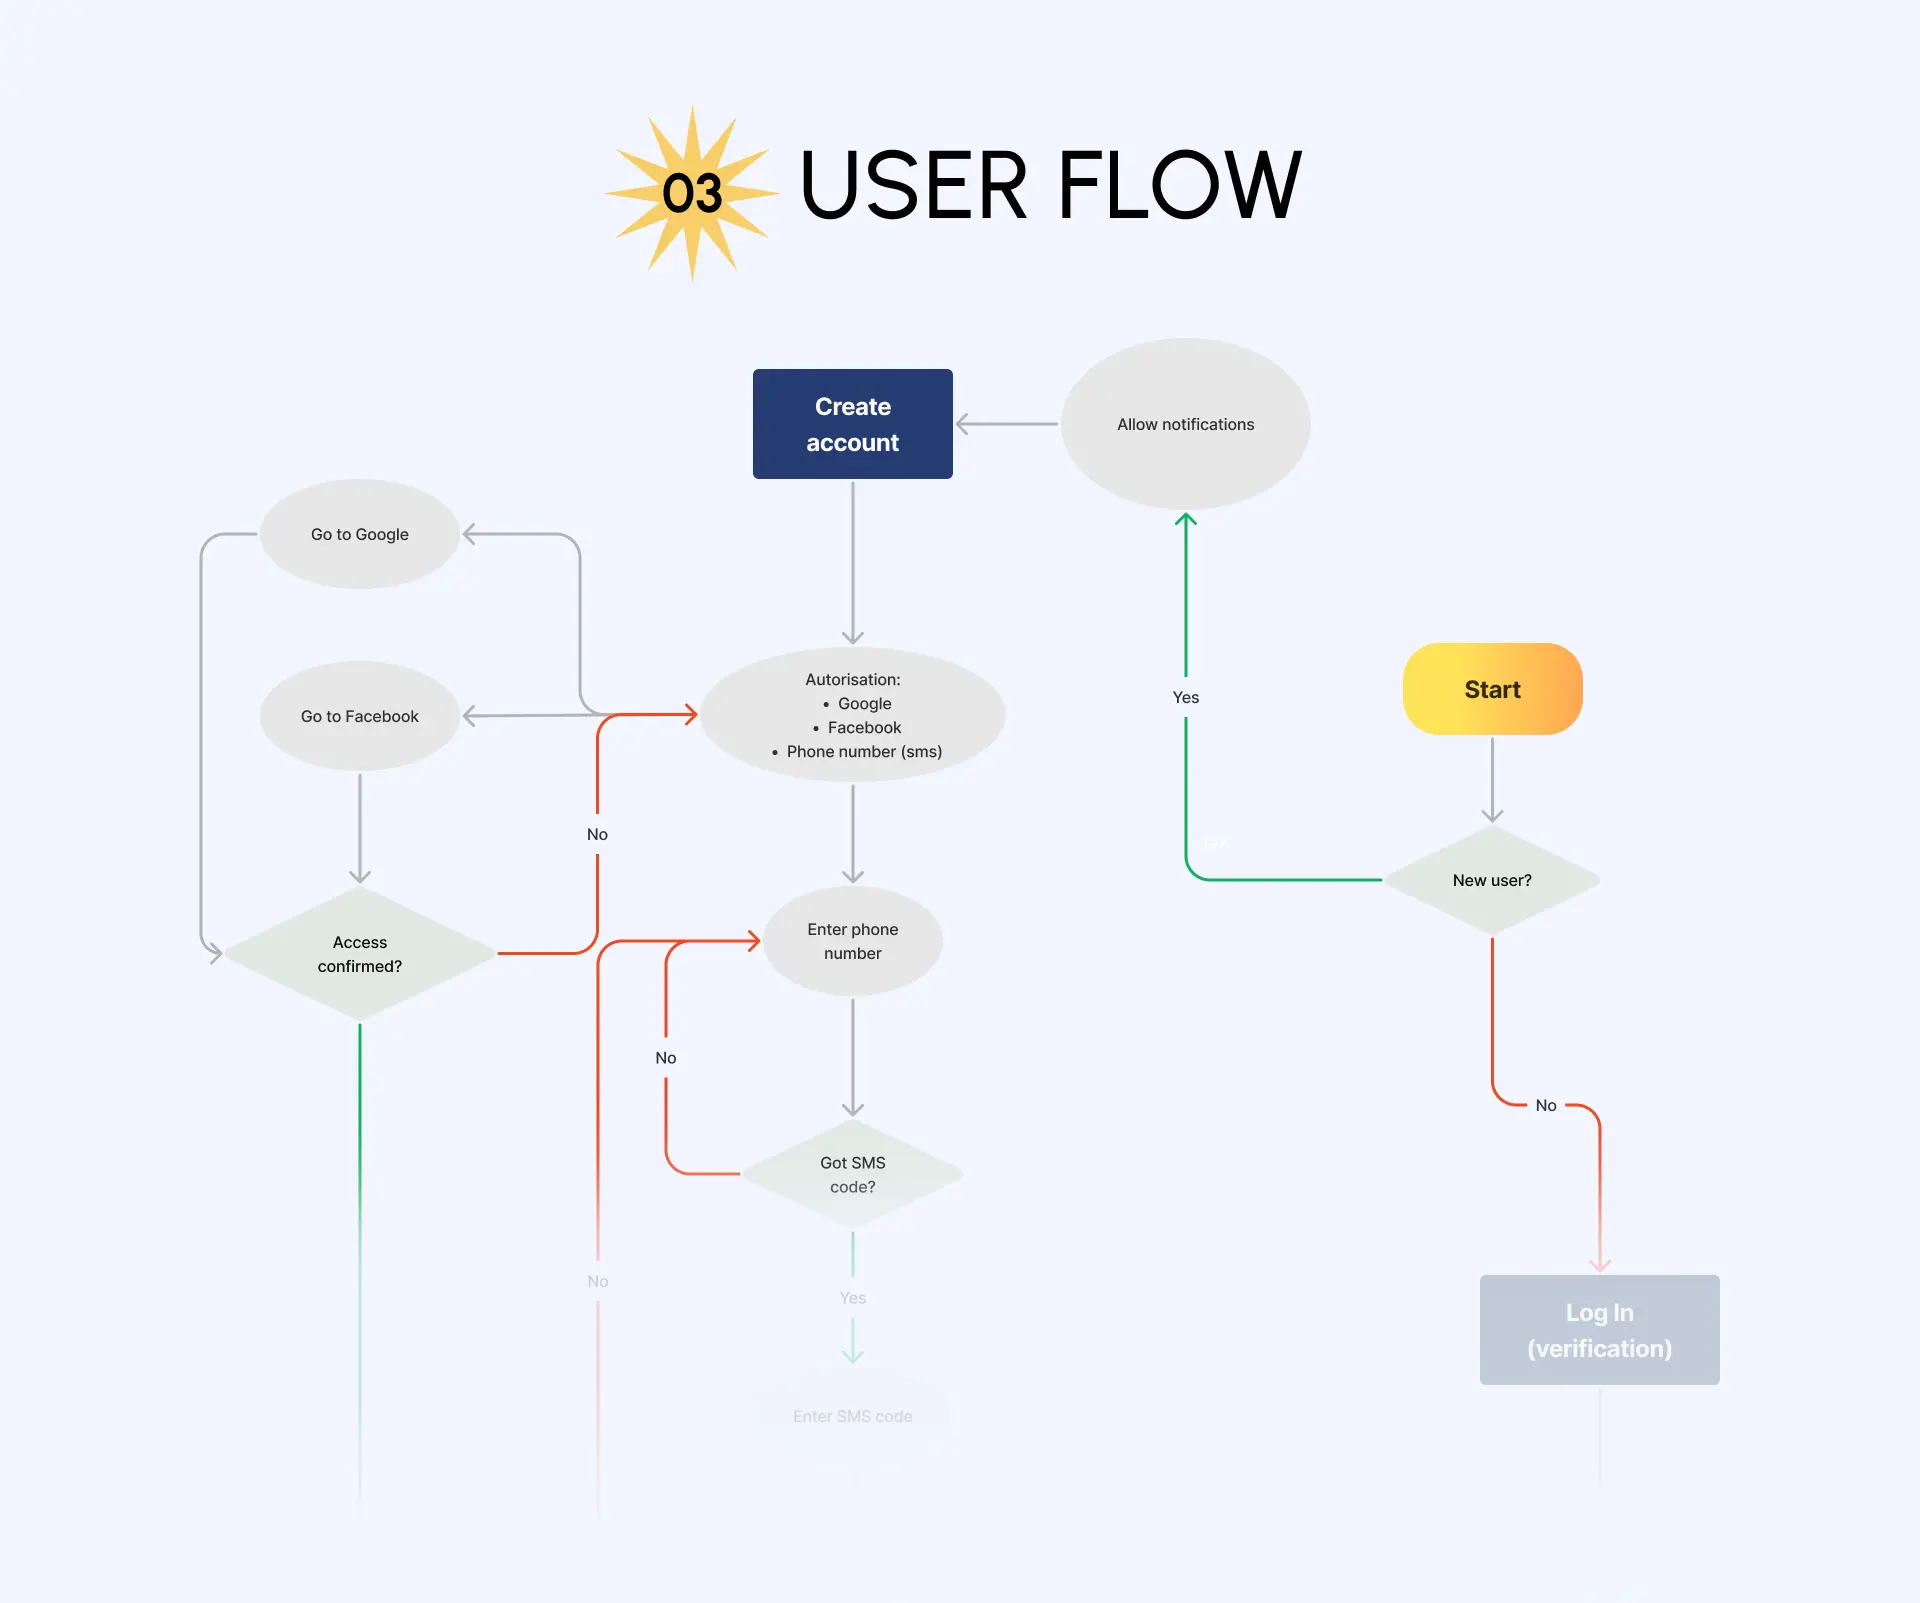 03
USER FLOW
Create
account
Allow notifications
Go to Google
Go to Facebook
Autorisation:
• Google
• Facebook
• Phone number (sms)
Yes
Start
No
New user?
Access
confirmed?
Enter phone
number
No
No
Got SMS
code?
No
Yes
Log In
(verification)
Enter SMS code